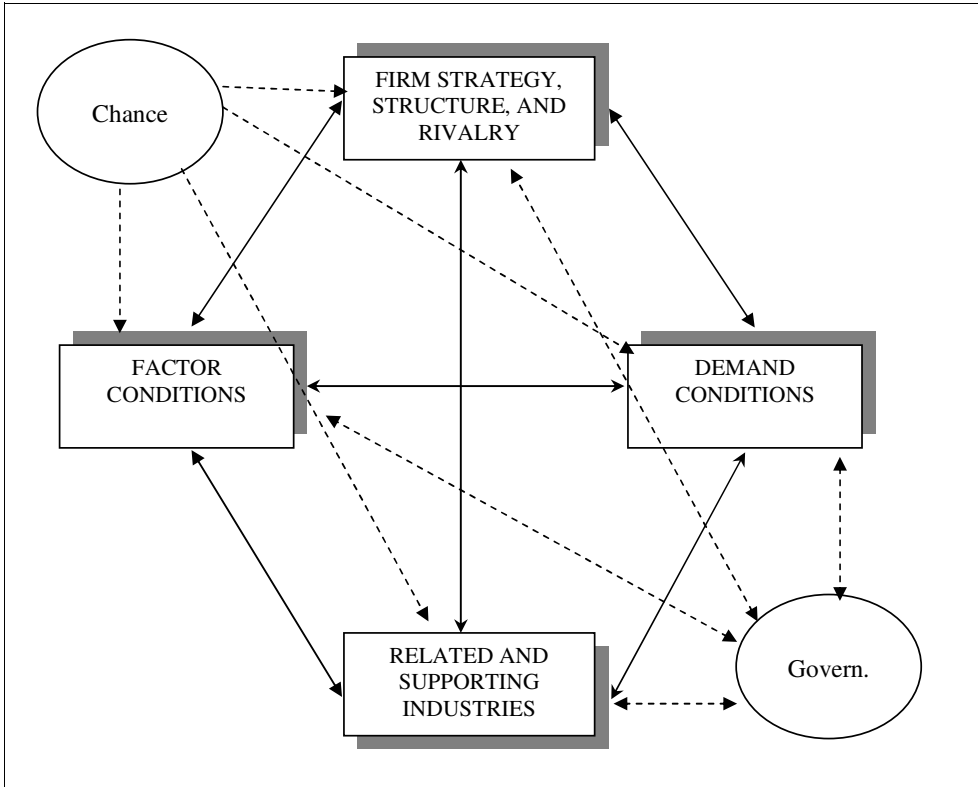 Chance
FIRM STRATEGY,
STRUCTURE, AND
RIVALRY
FACTOR
CONDITIONS
DEMAND
CONDITIONS
RELATED AND
SUPPORTING
INDUSTRIES
Govern.